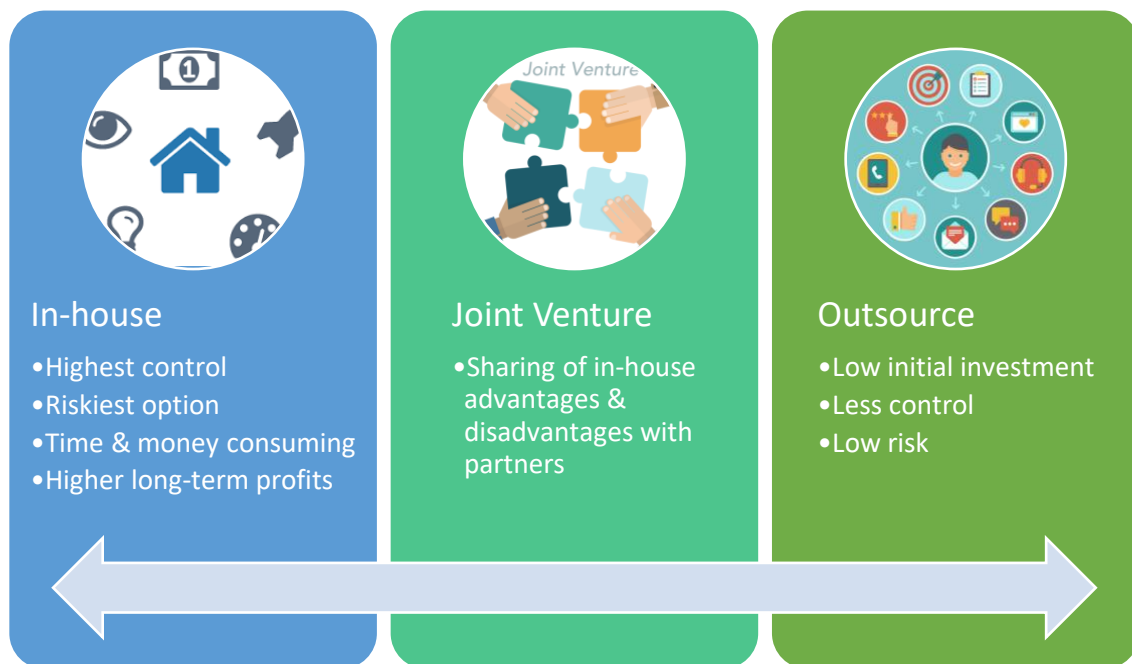 1
Joint Venture
In-house
•Highest control
•Riskiest option
•Time & money consuming
•Higher long-term profits
Joint Venture
•Sharing of in-house
advantages &
disadvantages with
partners
Outsource
•Low initial investment
•Less control
•Low risk